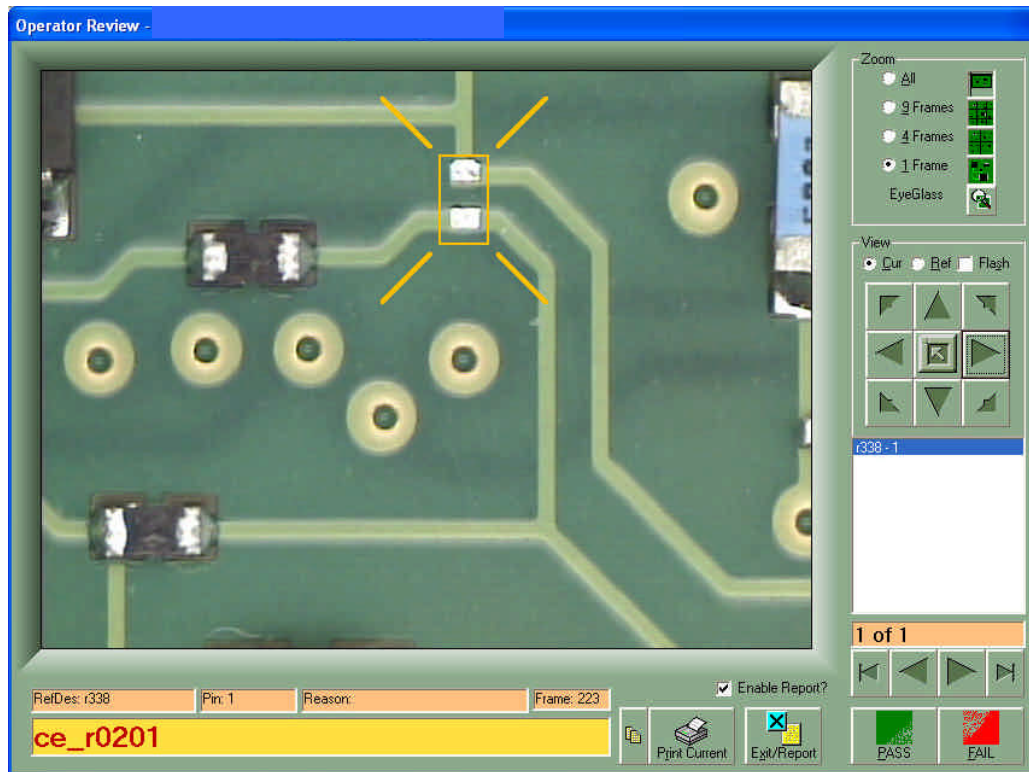 Operator Review -
Zoom
All
9 Frames
4 Frames
1 Frame
EyeGlass
View
Cur
Ref
Flash
r338 - 1
1 of 1
Enable Report?
RefDes: r338
Pin: 1
Reason:
Frame: 223
ce_r0201
Print Current
Exit/Report
PASS
FAIL